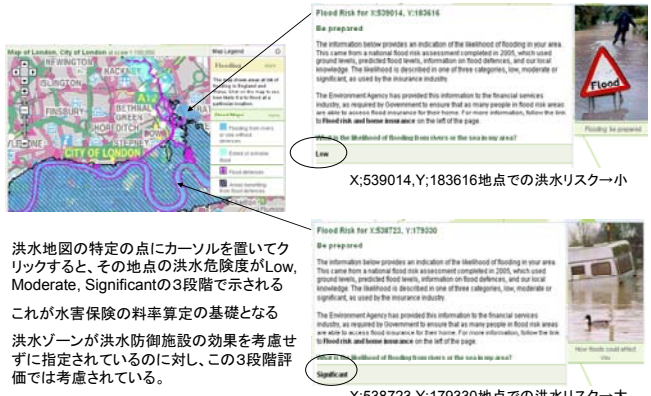 Map of London, City of London at scale 1:100,000
Map Legend
NEWINGTON
HACKNEY
ISLINGTON
FINSBURY
BETHNAL
GREEN
SHOREDITCH
BOW
STEPNEY
CITY OF LONDON
Flooding
Flood defences
Flood Risk for X:539014, Y:183616
Be prepared
The information below provides an indication of the likelihood of flooding in your area.
This came from a national flood risk assessment completed in 2005, which used
ground levels, predicted flood levels, information on flood defences, and our local
knowledge. The likelihood is described in one of three categories, low, moderate or
significant, as used by the insurance industry.
The Environment Agency has provided this information to the financial services
industry, as required by Government to ensure that as many people in flood risk areas
are able to access flood insurance for their home. For more information, follow the link
to Flood risk and home insurance on the left of the page.
What is the likelihood of flooding from rivers or the sea in my area?
Low
Flood
Flooding: be prepared
X;539014,Y;183616地点での洪水リスク→小
Flood Risk for X:538723, Y:179330
Be prepared
The information below provides an indication of the likelihood of flooding in your area.
This came from a national flood risk assessment completed in 2005, which used
ground levels, predicted flood levels, information on flood defences, and our local
knowledge. The likelihood is described in one of three categories, low, moderate or
significant, as used by the insurance industry.
The Environment Agency has provided this information to the financial services
industry, as required by Government to ensure that as many people in flood risk areas
are able to access flood insurance for their home. For more information, follow the link
to Flood risk and home insurance on the left of the page.
What is the likelihood of flooding from rivers or the sea in my area?
Significant
How floods could affect
you
X;538723,Y;179330地点での洪水リスク→大
洪水地図の特定の点にカーソルを置いてク
リックすると、その地点の洪水危険度がLow,
Moderate, Significantの3段階で示される
これが水害保険の料率算定の基礎となる
洪水ゾーンが洪水防御施設の効果を考慮せ
ずに指定されているのに対し、この3段階評
価では考慮されている。